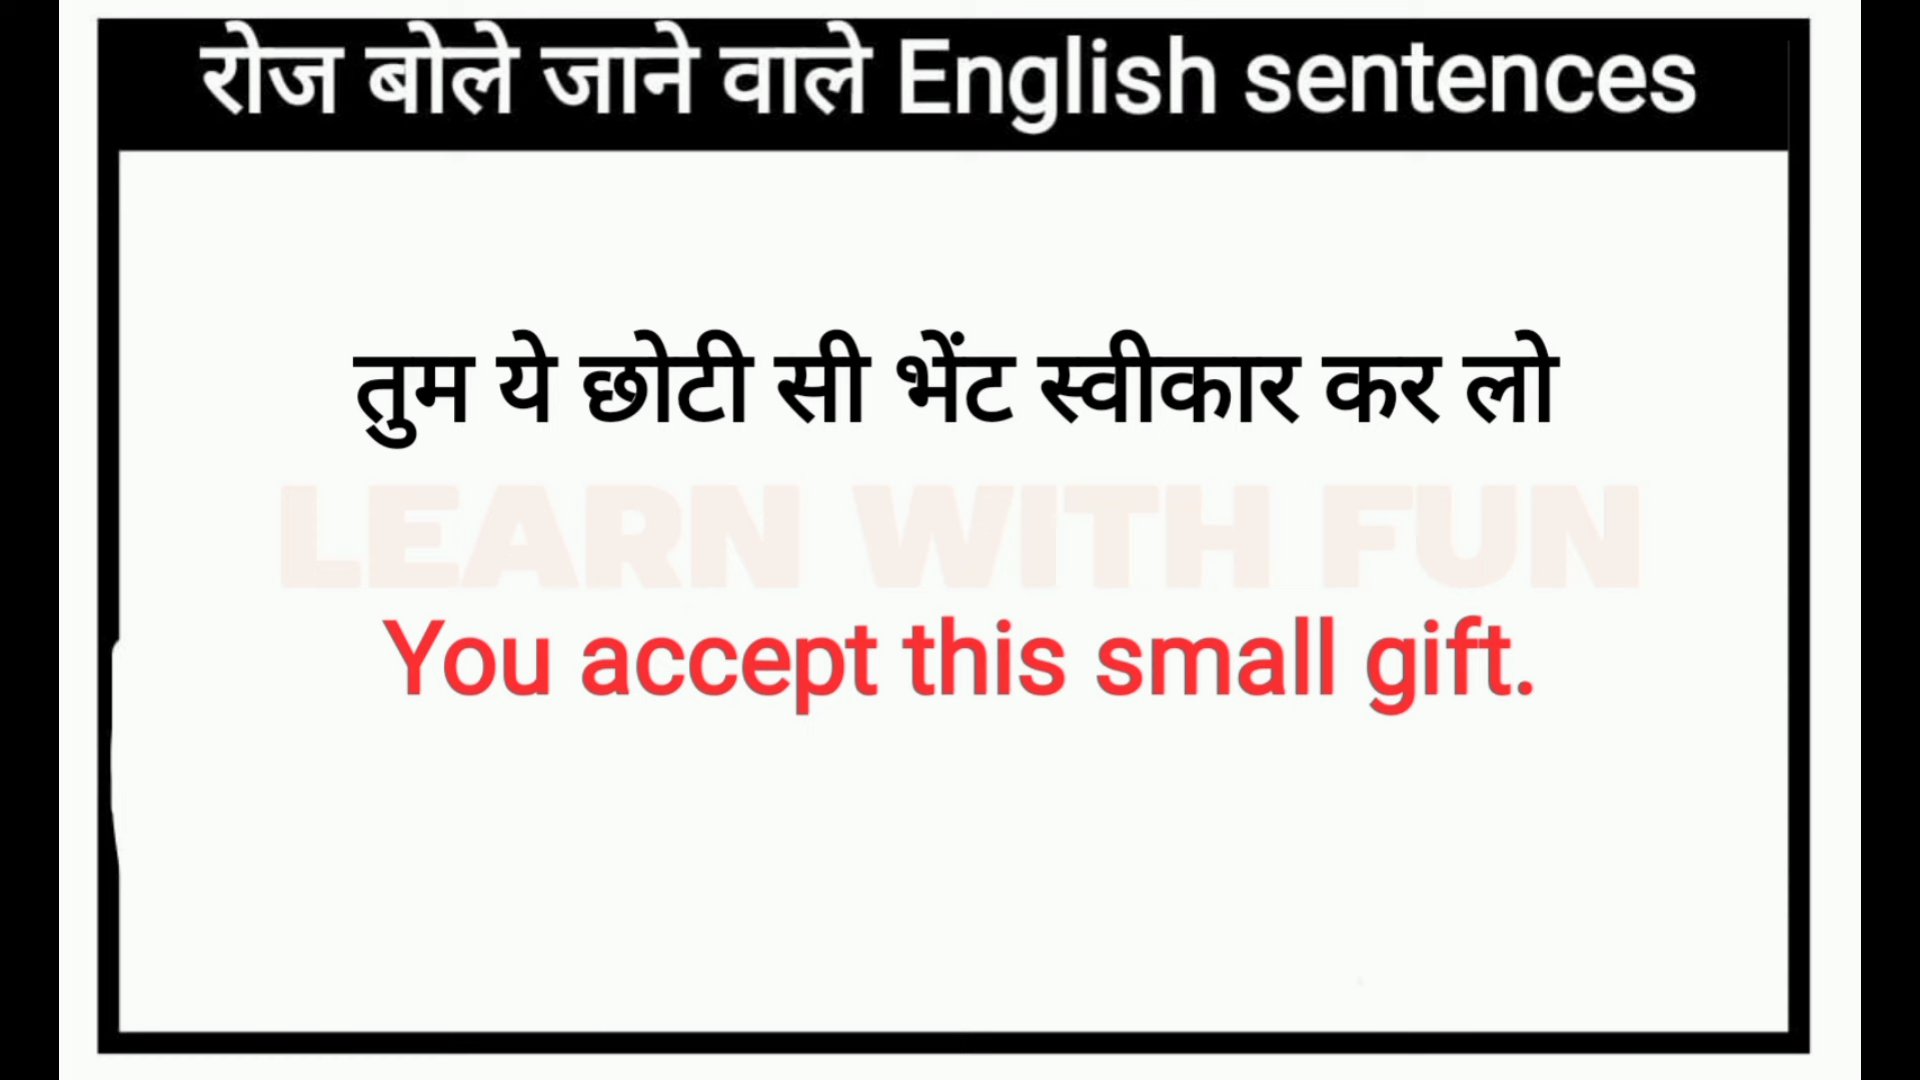 रोज बोले जाने वाले English sentences
तुम ये छोटी सी भेंट स्वीकार कर लो
LEARN WITH FUN
You accept this small gift.